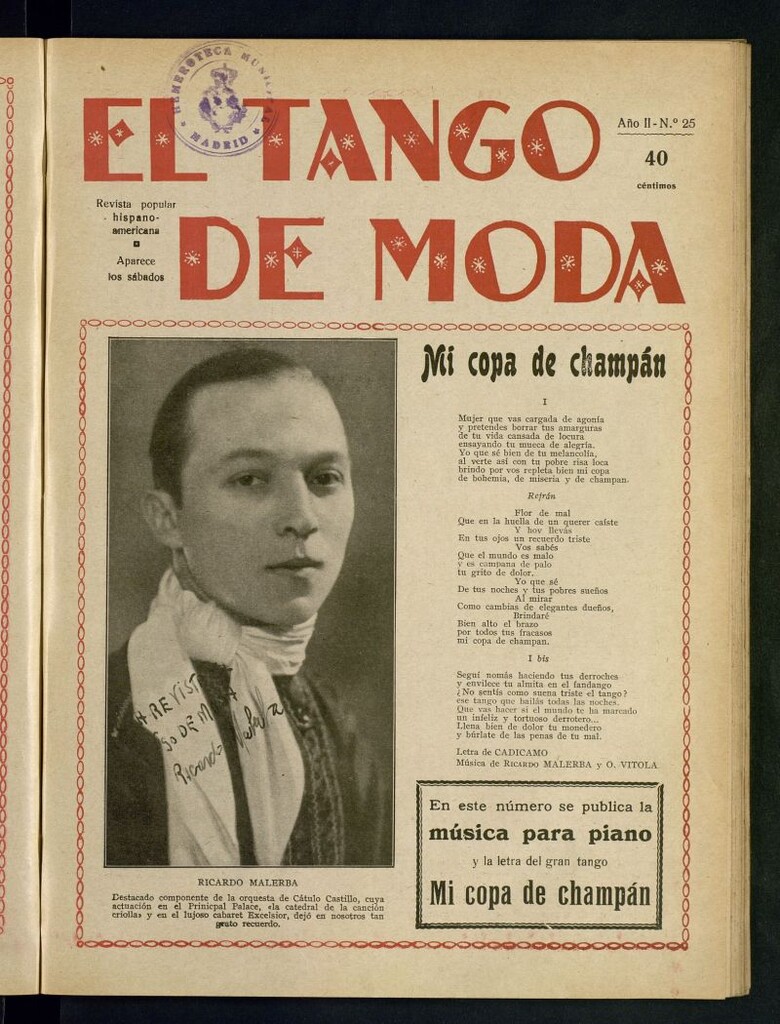 HEMEROTECA MUNICIPAL
* MADRID *
EL TANGO
DE MODA
Año II - N.º 25
40
céntimos
Revista popular
hispano-
americana
Aparece
los sábados
Mi copa de champán
I
Mujer que vas cargada de agonía
y pretendes borrar tus amarguras
de tu vida cansada de locura
ensayando tu mueca de alegría.
Yo que sé bien de tu melancolía,
al verte así con tu pobre risa loca
brindo por vos repleta bien mi copa
de bohemia, de miseria y de champan.
Refrán
Flor de mal
Que en la huella de un querer caíste
Y hoy llevás
En tus ojos un recuerdo triste
Vos sabés
Que el mundo es malo
y es campana de palo
tu grito de dolor.
Yo que sé
De tus noches y tus pobres sueños
Al mirar
Como cambias de elegantes dueños,
Brindaré
Bien alto el brazo
por todos tus fracasos
mi copa de champan.
I bis
Seguí nomás haciendo tus derroches
y envilece tu almita en el fandango
¿No sentís como suena triste el tango?
ese tango que bailás todas las noches.
Que vas hacer si el mundo te ha marcado
un infeliz y tortuoso derrotero...
Llena bien de dolor tu monedero
y búrlate de las penas de tu mal.
Letra de CADICAMO
Música de RICARDO MALERBA y O. VITOLA
A REVISTA
GO DE M A
Ricardo Malerba
RICARDO MALERBA
Destacado componente de la orquesta de Cátulo Castillo, cuya
actuación en el Prinicpal Palace, «la catedral de la canción
criolla» y en el lujoso cabaret Excelsior, dejó en nosotros tan
grato recuerdo.
En este número se publica la
música para piano
y la letra del gran tango
Mi copa de champán